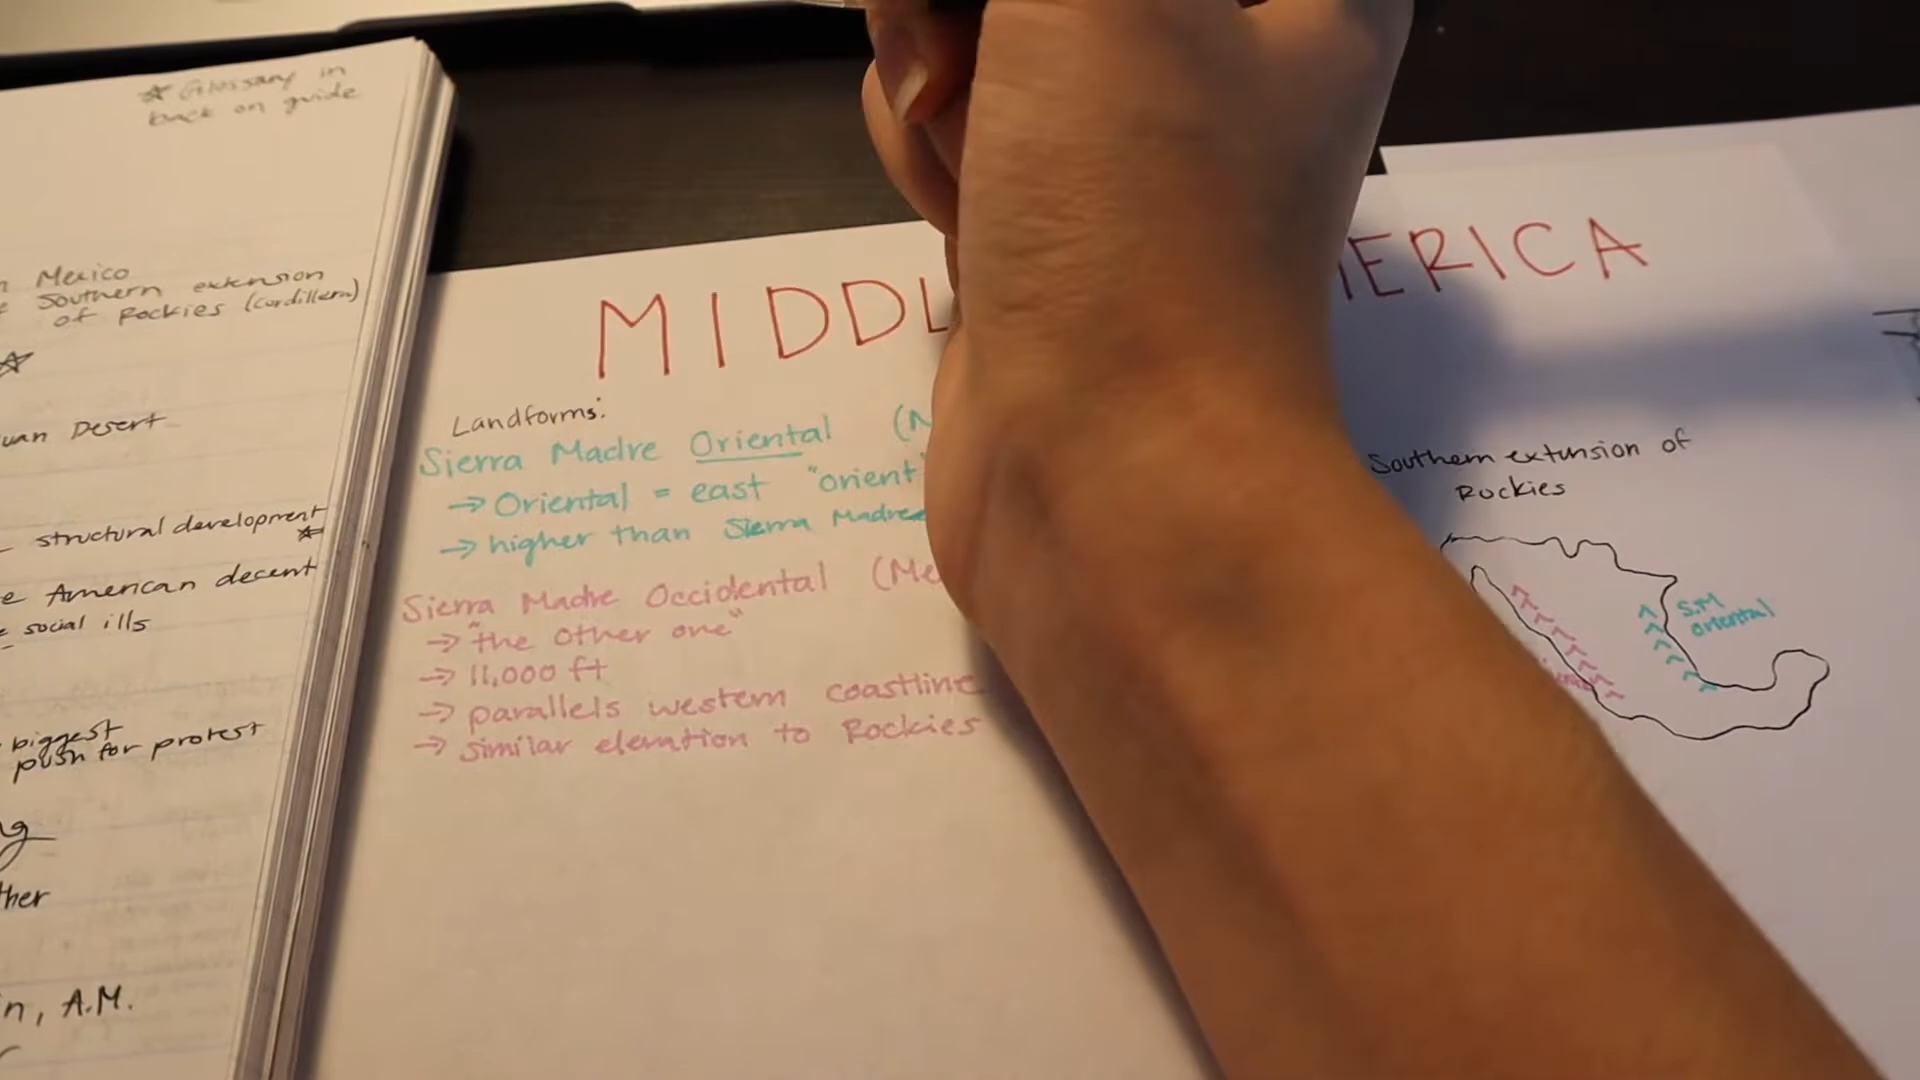 ☆ Glossary in
back on guide
Mexico
Southern extension
of Rockies (cordillera)
Desert
structural development
American decent
social ills
biggest
push for protest
A.M.
MIDDL
ERICA
Landforms:
Sierra Madre Oriental
→ Oriental = east "orient"
→ higher than Sierra Madre
Sierra Madre Occidental (Me
→ "the other one"
→ 11,000 ft
→ parallels western coastline
→ similar elevation to Rockies
Southern extension of
Rockies
S.M
oriental